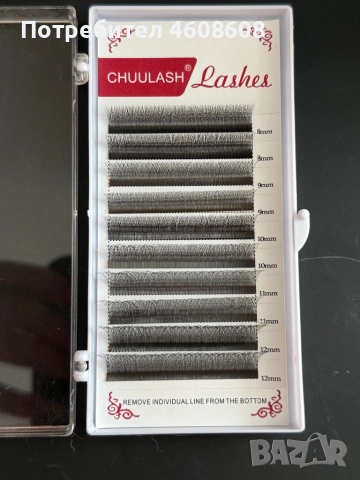 Потребител 4608608
CHUULASH® Lashes
8mm
8mm
9mm
9mm
10mm
10mm
11mm
11mm
12mm
12mm
REMOVE INDIVIDUAL LINE FROM THE BOTTOM
BAZAR